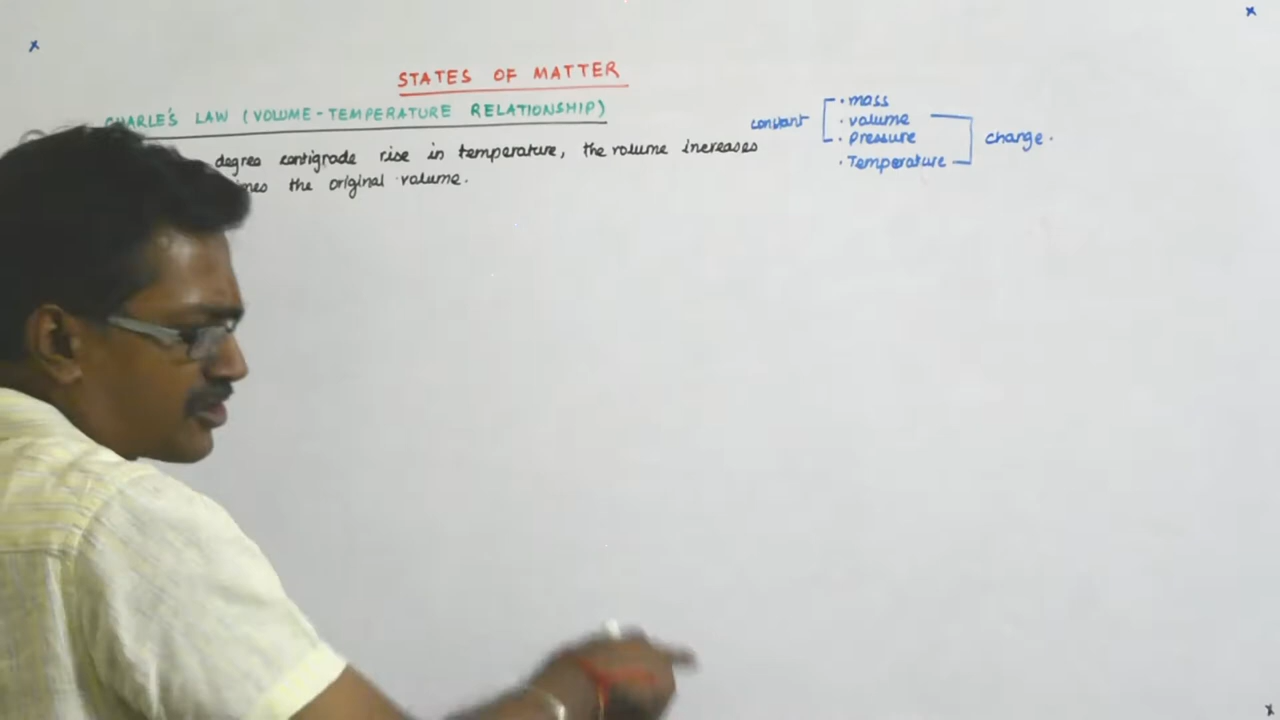 STATES OF MATTER
CHARLE'S LAW (VOLUME-TEMPERATURE RELATIONSHIP)
degree centigrade rise in temperature, the volume increases
the original volume.
constant
· mass
· volume
· Pressure
· Temperature
change.